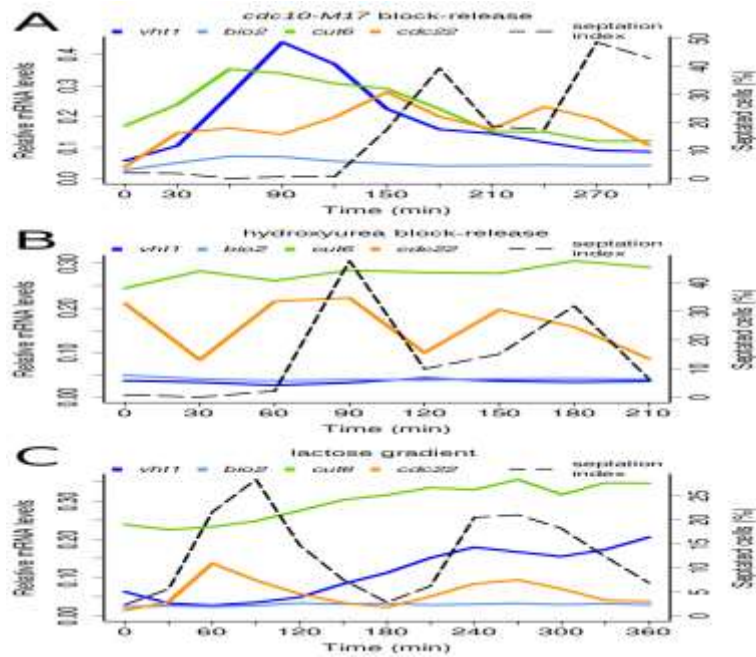 A
cdc10-M17 block-release
vht1 bio2 cut6 cdc22 septation index
Relative mRNA levels
0.0 0.1 0.2 0.3 0.4
Septated cells (%)
0 10 20 30 40 50
0 30 90 150 210 270
Time (min)
B
hydroxyurea block-release
vht1 bio2 cut6 cdc22 septation index
Relative mRNA levels
0.00 0.10 0.20 0.30
Septated cells (%)
0 10 20 30 40
0 30 60 90 120 150 180 210
Time (min)
C
lactose gradient
vht1 bio2 cut6 cdc22 septation index
Relative mRNA levels
0.00 0.10 0.20 0.30
Septated cells (%)
0 5 10 15 20 25
0 60 120 180 240 300 360
Time (min)